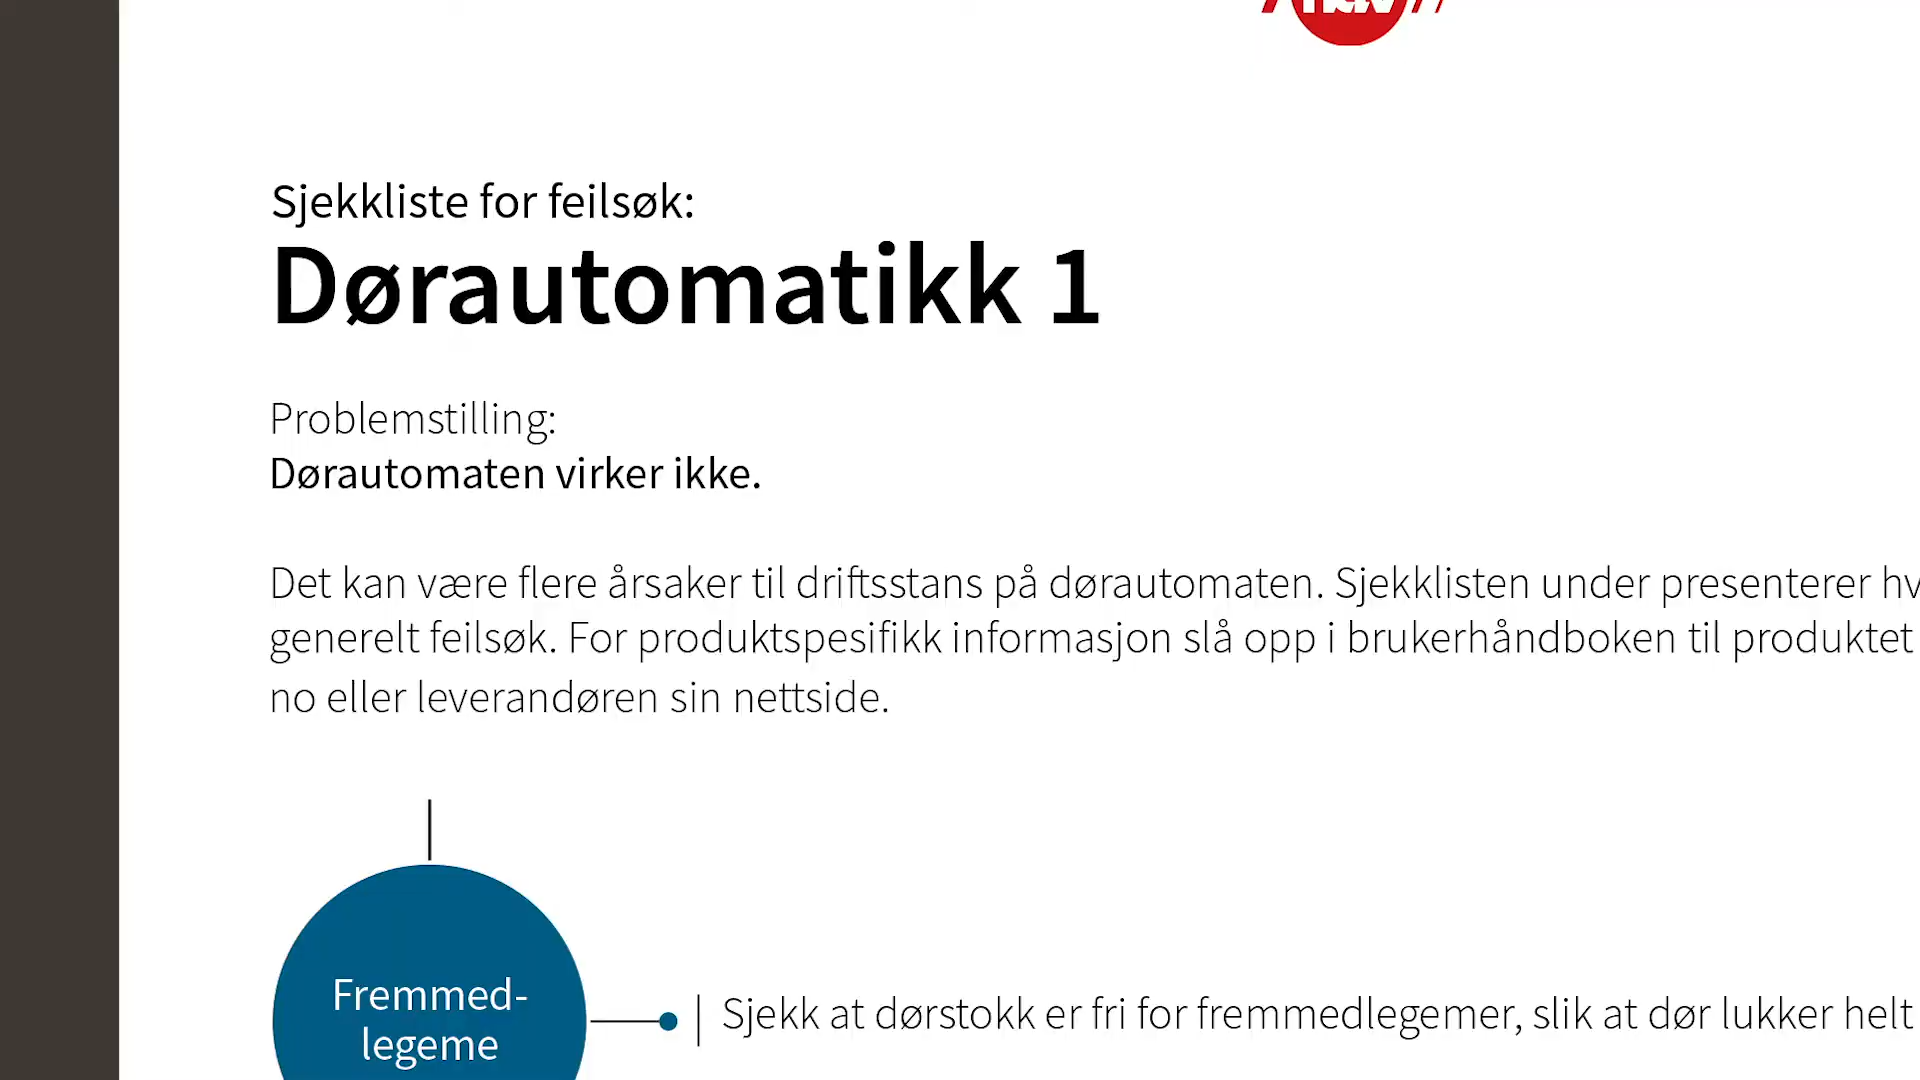 nav
Sjekkliste for feilsøk:
Dørautomatikk 1
Problemstilling:
Dørautomaten virker ikke.
Det kan være flere årsaker til driftsstans på dørautomaten. Sjekklisten under presenterer
generelt feilsøk. For produktspesifikk informasjon slå opp i brukerhåndboken til produktet
no eller leverandøren sin nettside.
Fremmed-
legeme
Sjekk at dørstokk er fri for fremmedlegemer, slik at dør lukker helt